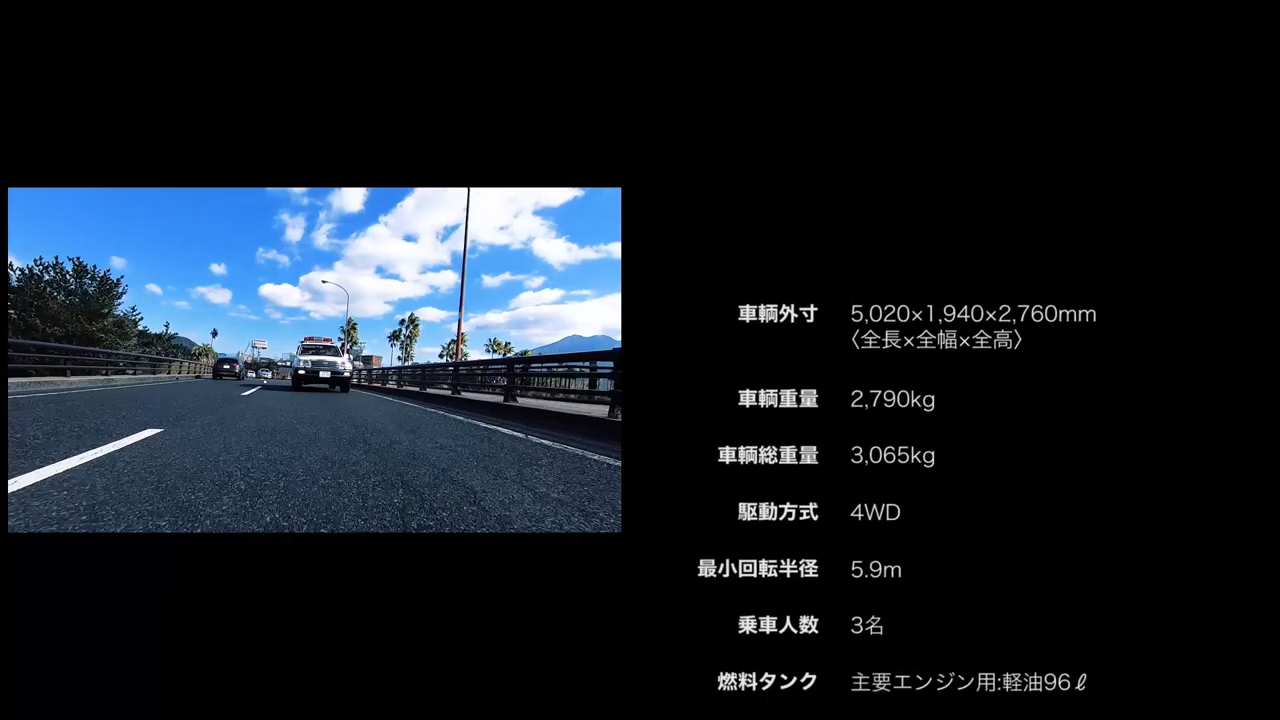 車輌外寸 5,020×1,940×2,760mm
〈全長×全幅×全高〉
車輌重量 2,790kg
車輌総重量 3,065kg
駆動方式 4WD
最小回転半径 5.9m
乗車人数 3名
燃料タンク 主要エンジン用:軽油96ℓ